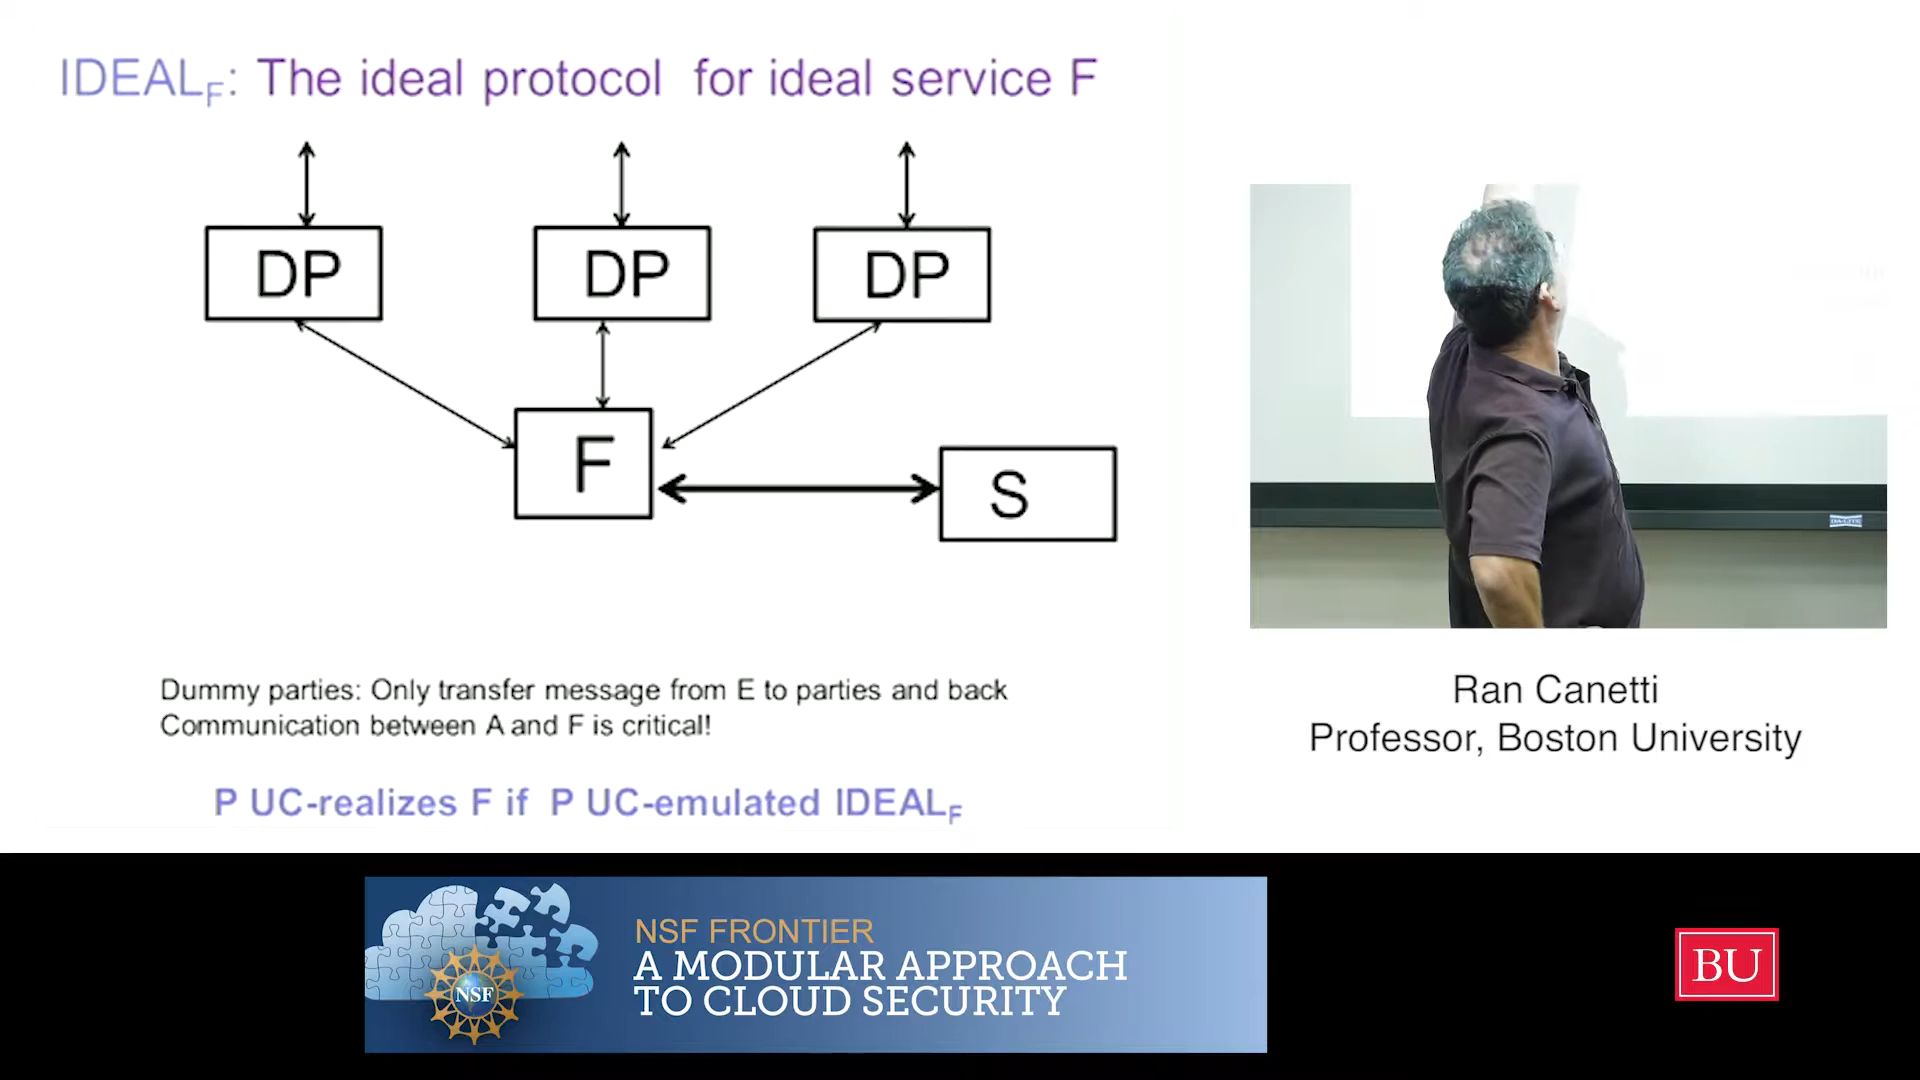 IDEAL_F: The ideal protocol for ideal service F
DP
DP
DP
F
S
Dummy parties: Only transfer message from E to parties and back
Communication between A and F is critical!
P UC-realizes F if P UC-emulated IDEAL_F
Ran Canetti
Professor, Boston University
NSF
NSF FRONTIER
A MODULAR APPROACH
TO CLOUD SECURITY
BU
DA-LITE